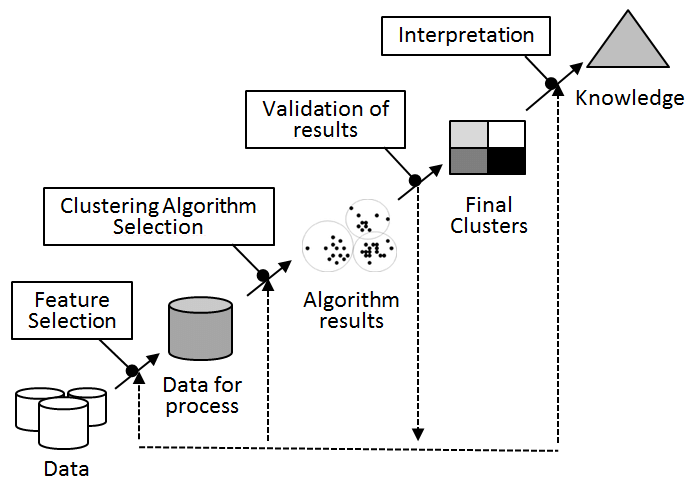 Interpretation
Knowledge
Validation of
results
Final
Clusters
Clustering Algorithm
Selection
Algorithm
results
Feature
Selection
Data for
process
Data